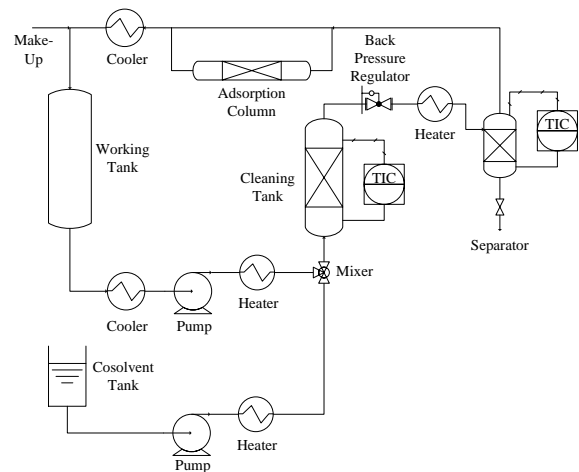 Make-
Up
Cooler
Adsorption
Column
Back
Pressure
Regulator
Heater
TIC
Working
Tank
Cleaning
Tank
TIC
Separator
Mixer
Cooler
Pump
Heater
Cosolvent
Tank
Pump
Heater